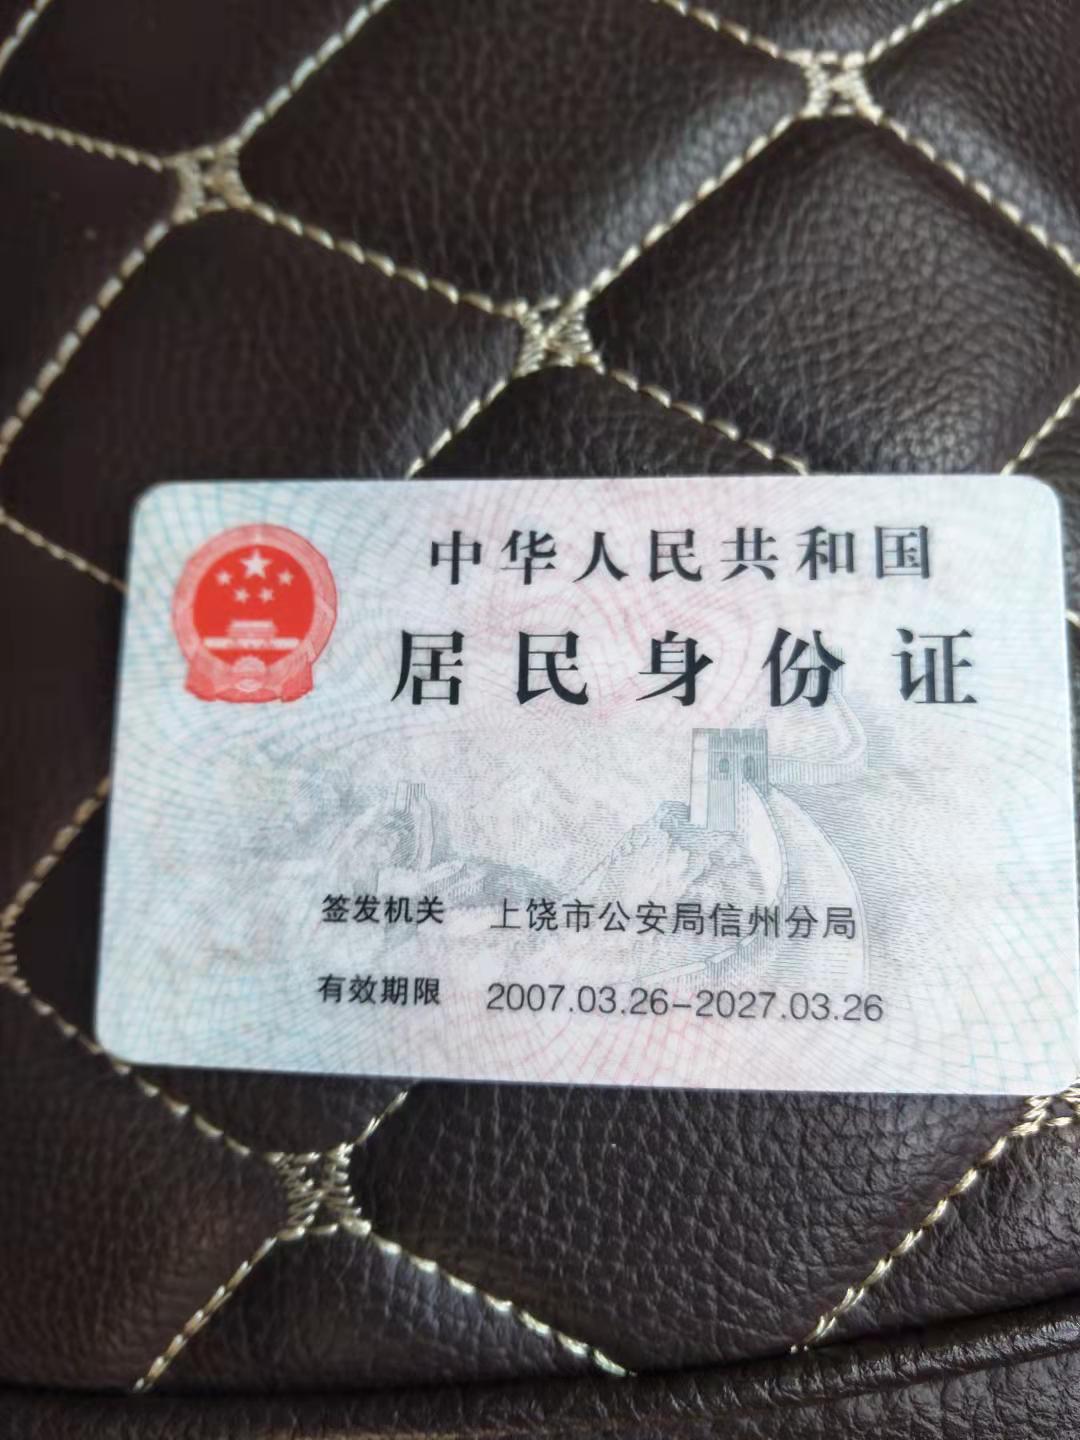 中华人民共和国
居民身份证
签发机关 上饶市公安局信州分局
有效期限 2007.03.26-2027.03.26